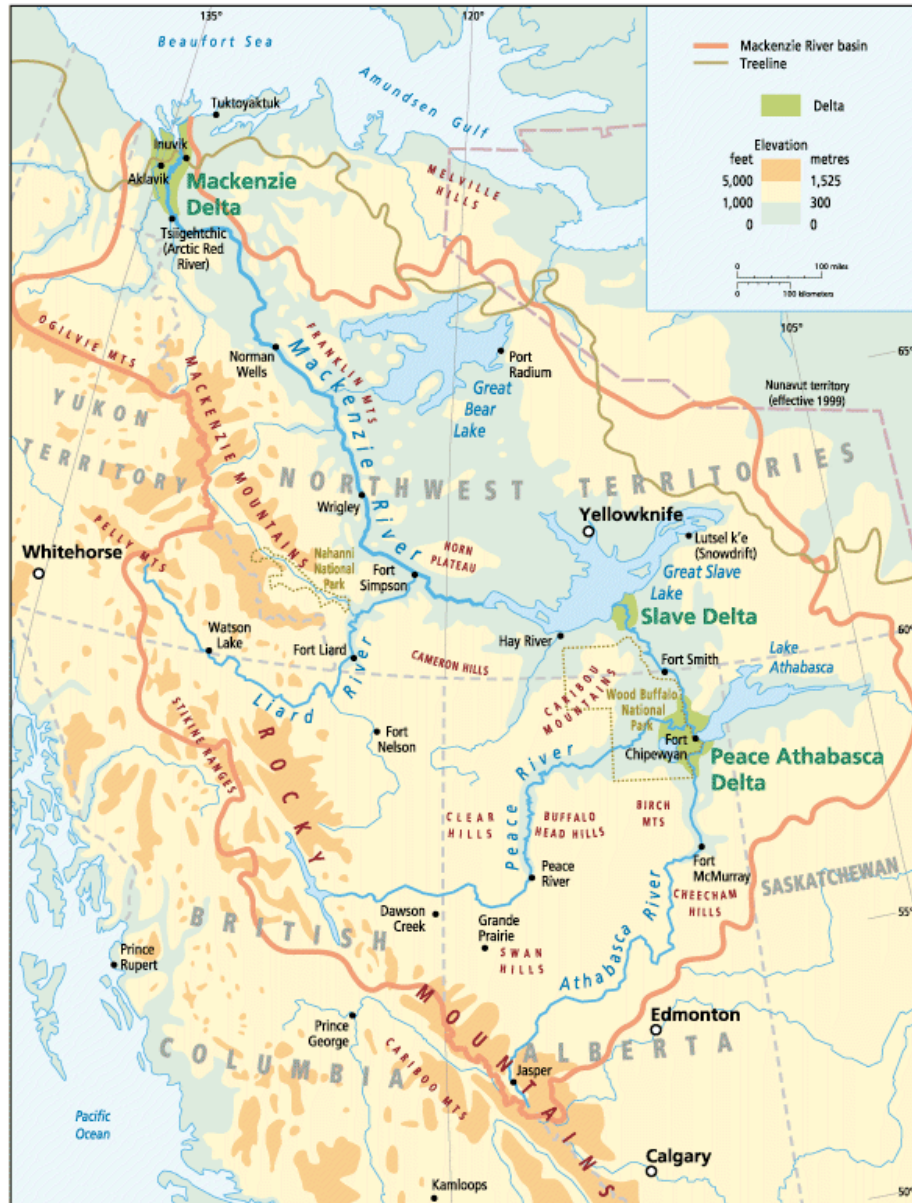 135°
120°
Beaufort Sea
Amundsen Gulf
Mackenzie River basin
Treeline
Delta
Elevation
feet
metres
5,000
1,525
1,000
300
0
0
0
100 miles
0
100 kilometers
Tuktoyaktuk
Inuvik
Aklavik
Mackenzie
Delta
MELVILLE
HILLS
Tsiigehtchic
(Arctic Red
River)
105°
65°
OGILVIE MTS
Norman
Wells
FRANKLIN MTS
Mackenzie River
Port
Radium
Great
Bear
Lake
Nunavut territory
(effective 1999)
MACKENZIE MOUNTAINS
YUKON
TERRITORY
NORTHWEST TERRITORIES
Wrigley
Yellowknife
PELLY MTS
Whitehorse
Nahanni
National
Park
HORN
PLATEAU
Lutsel k'e
(Snowdrift)
Fort
Simpson
Great Slave
Lake
Slave Delta
60°
Hay River
Watson
Lake
Fort Liard
CAMERON HILLS
Fort Smith
Lake
Athabasca
Liard River
CARIBOU
MOUNTAINS
Wood Buffalo
National
Park
STIKINE RANGES
Fort
Nelson
Fort
Chipewyan
Peace Athabasca
Delta
Peace River
CLEAR
HILLS
BUFFALO
HEAD HILLS
BIRCH
MTS
Peace
River
Fort
McMurray
SASKATCHEWAN
CHEECHAM
HILLS
Dawson
Creek
Grande
Prairie
SWAN
HILLS
Athabasca River
55°
BRITISH
COLUMBIA
Prince
Rupert
ROCKY MOUNTAINS
Prince
George
CARIBOO MTS
Edmonton
ALBERTA
Jasper
Pacific
Ocean
Calgary
Kamloops
50°